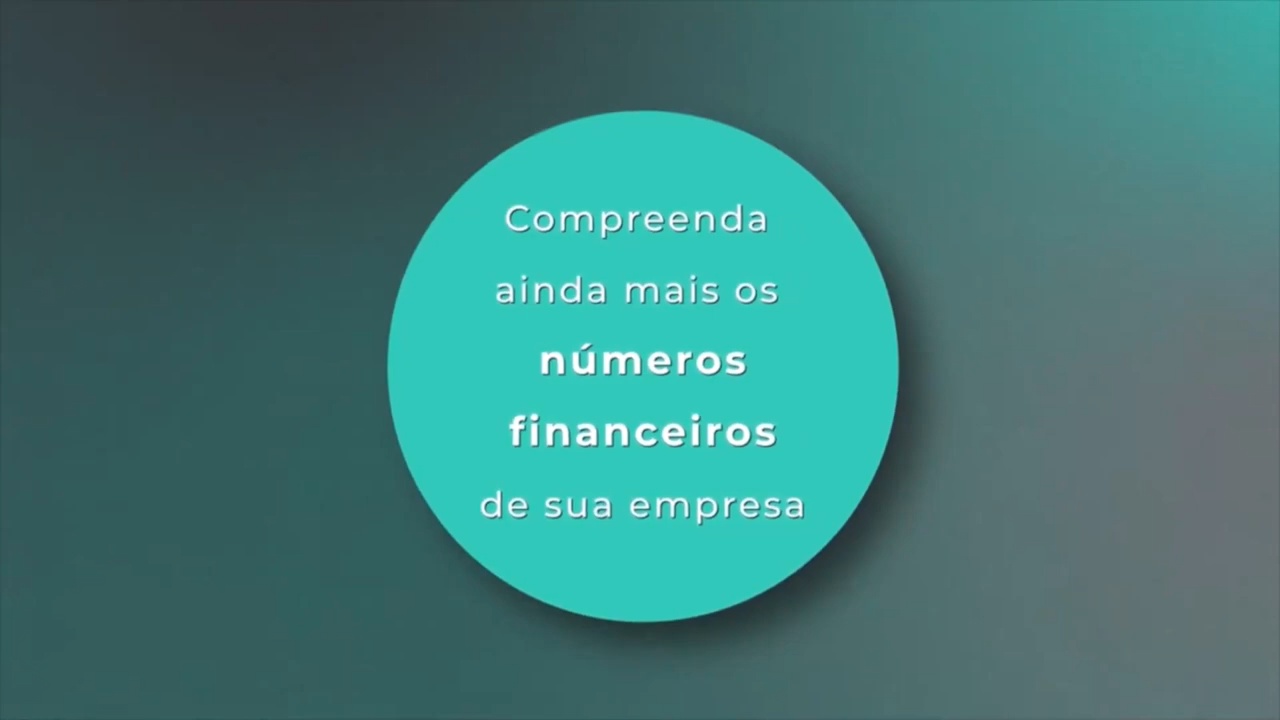 Compreenda
ainda mais os
números
financeiros
de sua empresa